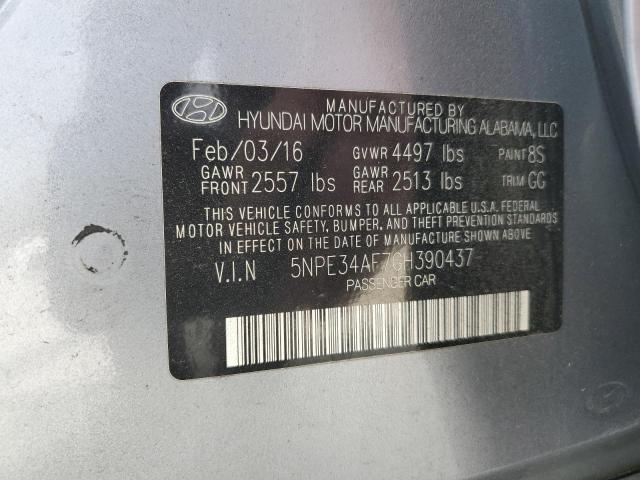 MANUFACTURED BY
HYUNDAI MOTOR MANUFACTURING ALABAMA, LLC
Feb/03/16 GVWR 4497 lbs PAINT 8S
GAWR FRONT 2557 lbs GAWR REAR 2513 lbs TRIM GG
THIS VEHICLE CONFORMS TO ALL APPLICABLE U.S.A. FEDERAL
MOTOR VEHICLE SAFETY, BUMPER, AND THEFT PREVENTION STANDARDS
IN EFFECT ON THE DATE OF MANUFACTURE SHOWN ABOVE.
V.I.N 5NPE34AF7GH390437
PASSENGER CAR